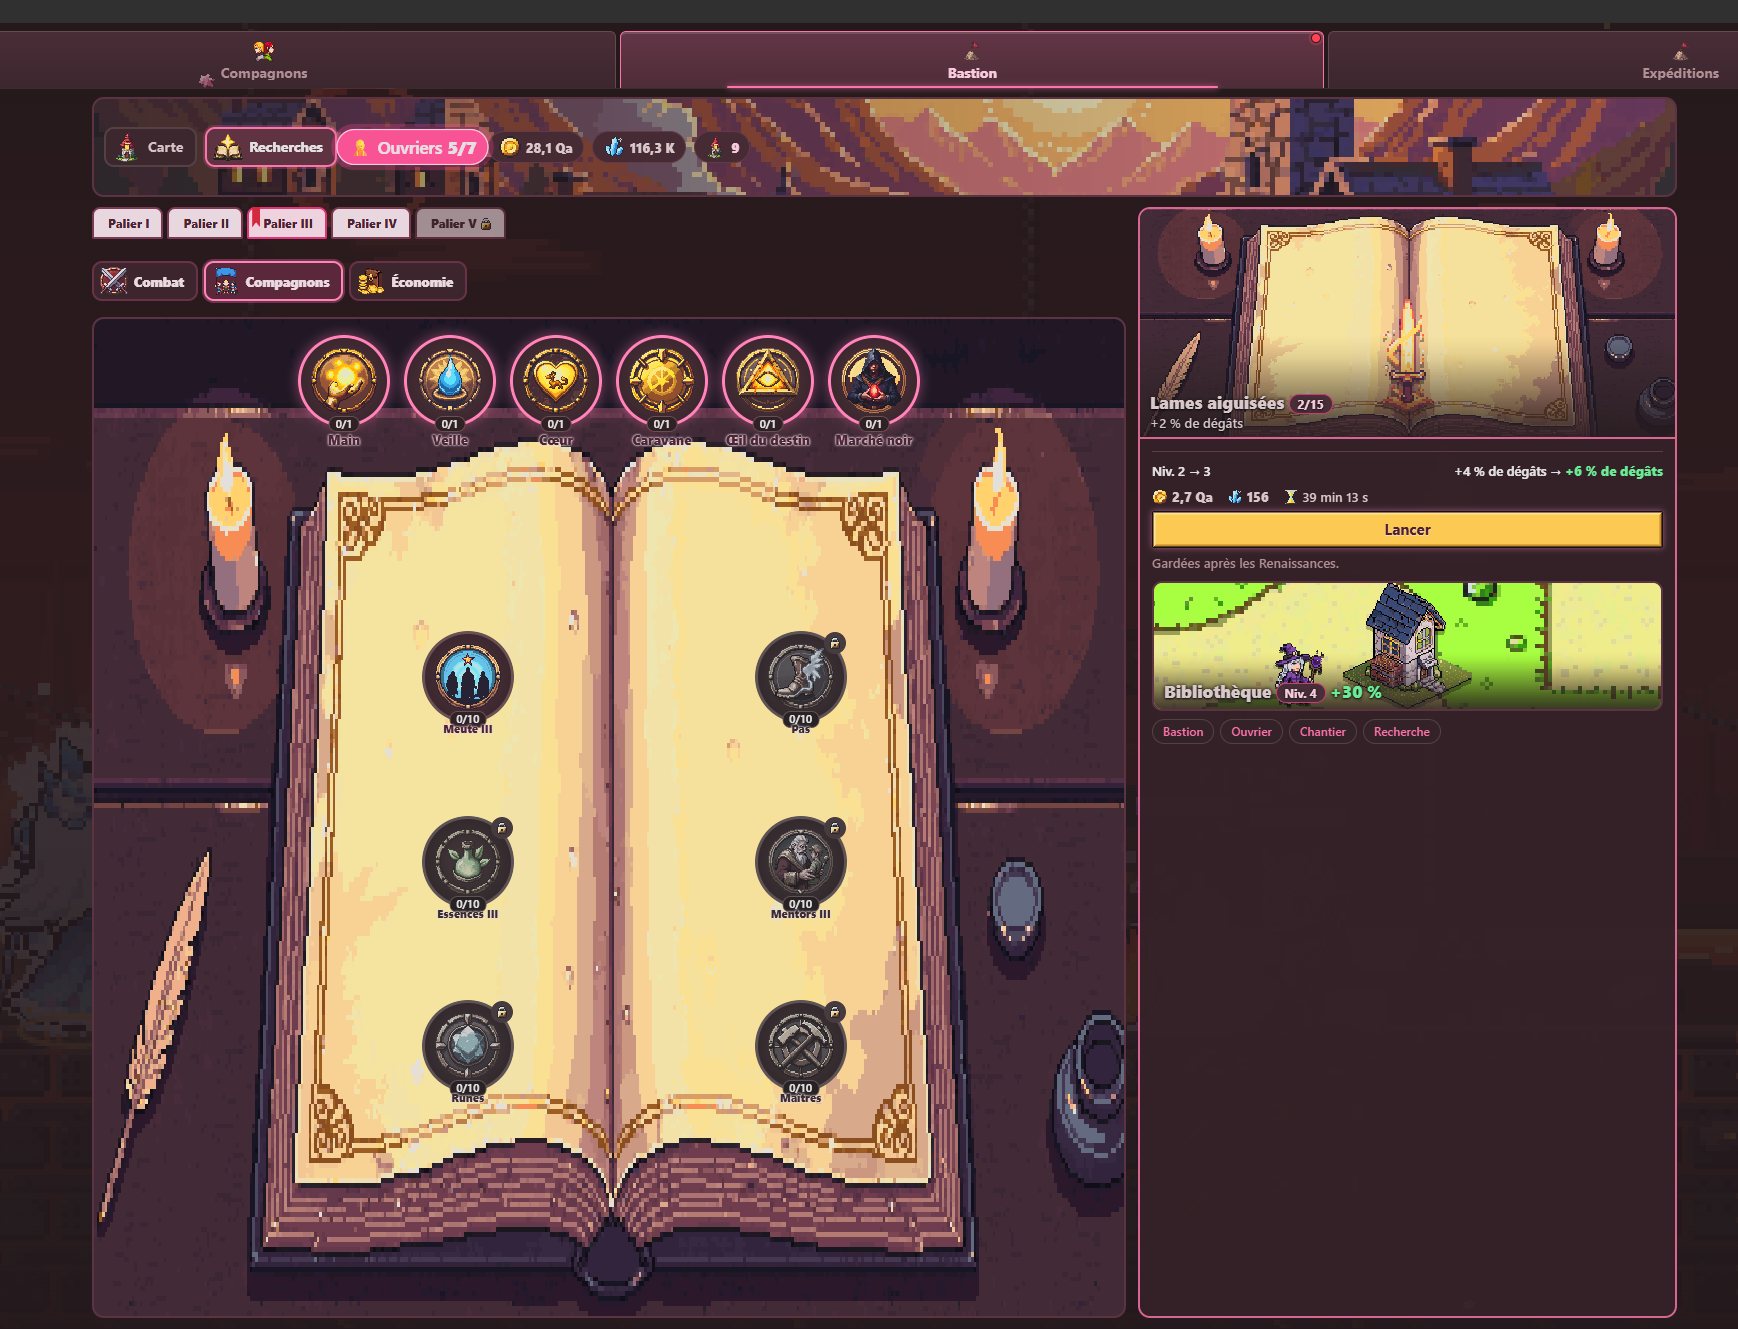 Compagnons
Bastion
Expéditions
Carte
Recherches
Ouvriers 5/7
28,1 Qa
116,3 K
9
Palier I
Palier II
Palier III
Palier IV
Palier V
Combat
Compagnons
Économie
0/1
0/1
0/1
0/1
0/1
0/1
Main
Veille
Cœur
Caravane
Œil du destin
Marché noir
0/10
Meute III
0/10
Pas
0/10
Essences III
0/10
Mentors III
0/10
Runes
0/10
Maîtres
Lames aiguisées 2/15
+2 % de dégâts
Niv. 2 → 3
+4 % de dégâts → +6 % de dégâts
2,7 Qa 156 39 min 13 s
Lancer
Gardées après les Renaissances.
Bibliothèque Niv. 4 +30 %
Bastion
Ouvrier
Chantier
Recherche